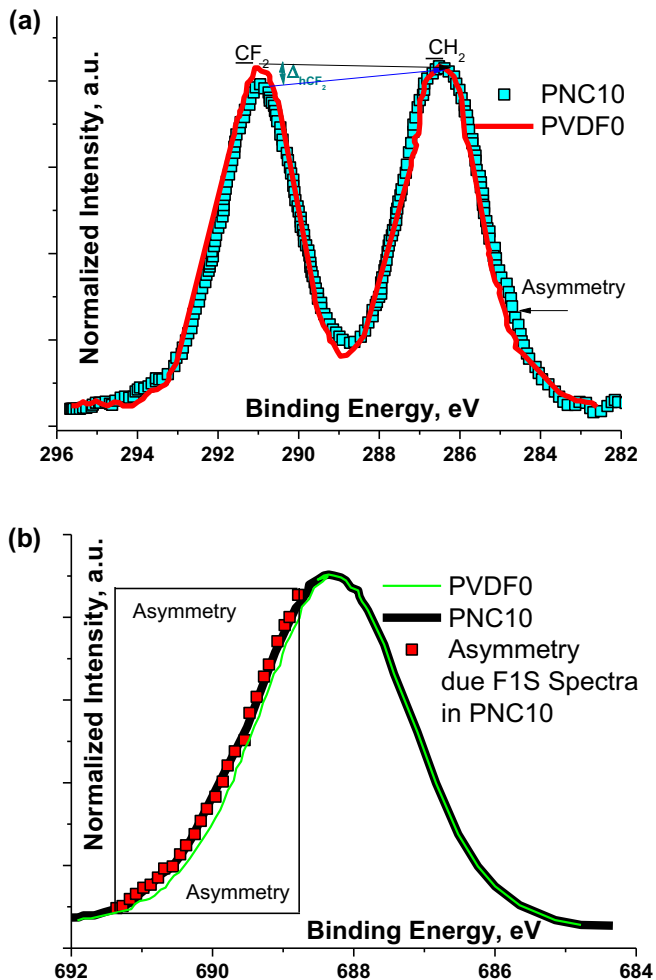 (a)
Normalized Intensity, a.u.
CF2
ΔhCF2
CH2
PNC10
PVDF0
Asymmetry
Binding Energy, eV
296 294 292 290 288 286 284 282
(b)
Normalized Intensity, a.u.
PVDF0
PNC10
Asymmetry
due F1S Spectra
in PNC10
Asymmetry
Asymmetry
Binding Energy, eV
692 690 688 686 684